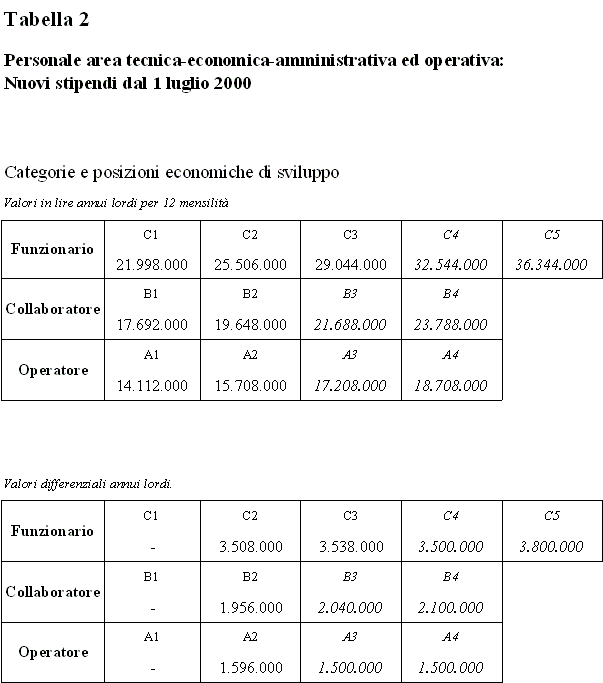 Tabella 2
Personale area tecnica-economica-amministrativa ed operativa:
Nuovi stipendi dal 1 luglio 2000
Categorie e posizioni economiche di sviluppo
Valori in lire annui lordi per 12 mensilità
Funzionario C1 C2 C3 C4 C5
21.998.000 25.506.000 29.044.000 32.544.000 36.344.000
Collaboratore B1 B2 B3 B4
17.692.000 19.648.000 21.688.000 23.788.000
Operatore A1 A2 A3 A4
14.112.000 15.708.000 17.208.000 18.708.000
Valori differenziali annui lordi.
Funzionario C1 C2 C3 C4 C5
- 3.508.000 3.538.000 3.500.000 3.800.000
Collaboratore B1 B2 B3 B4
- 1.956.000 2.040.000 2.100.000
Operatore A1 A2 A3 A4
- 1.596.000 1.500.000 1.500.000